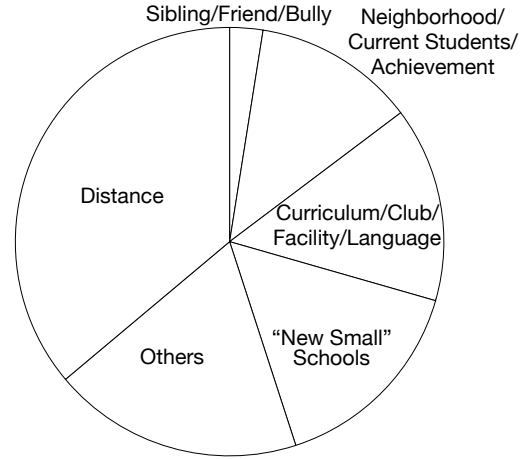 Sibling/Friend/Bully
Neighborhood/
Current Students/
Achievement
Distance
Curriculum/Club/
Facility/Language
“New Small”
Schools
Others